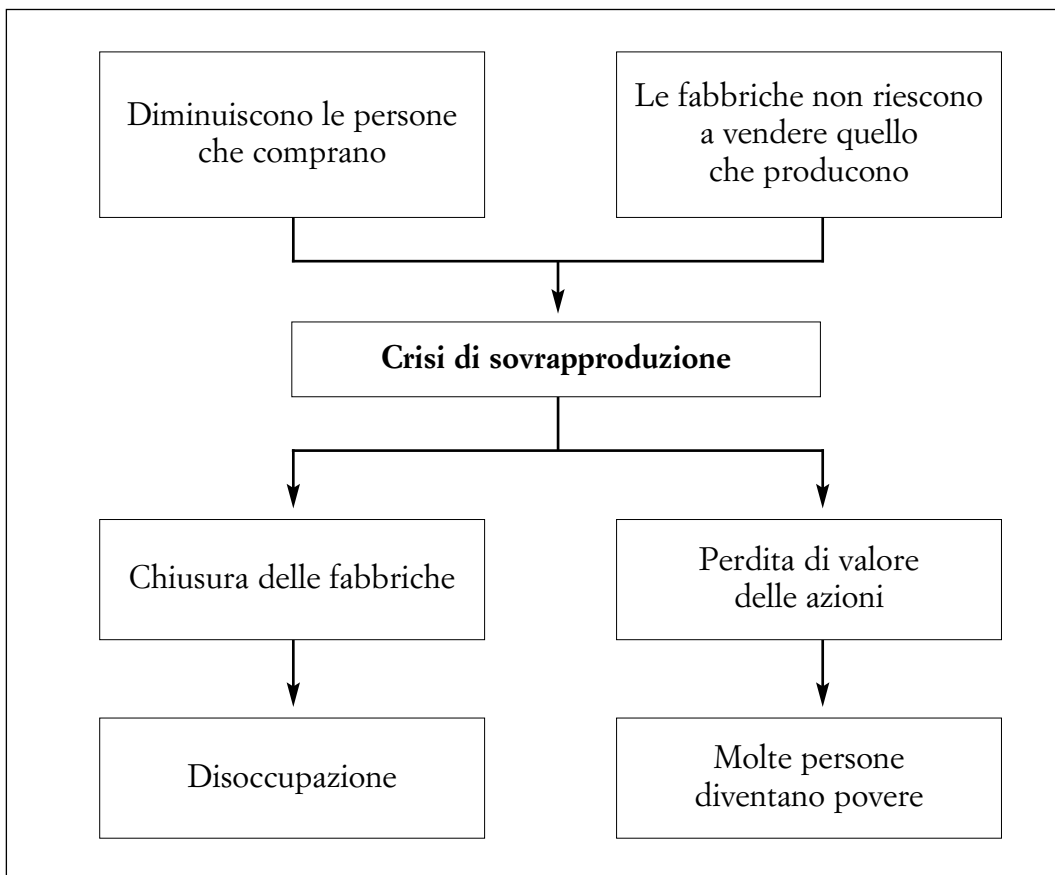 Diminuiscono le persone
che comprano
Le fabbriche non riescono
a vendere quello
che producono
Crisi di sovrapproduzione
Chiusura delle fabbriche
Perdita di valore
delle azioni
Disoccupazione
Molte persone
diventano povere